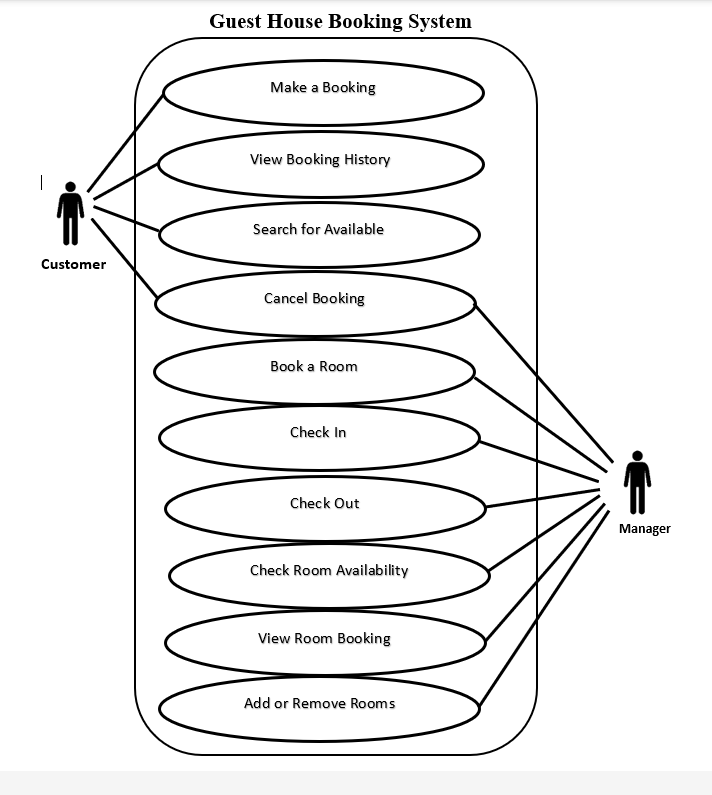 Guest House Booking System
Make a Booking
View Booking History
Search for Available
Customer
Cancel Booking
Book a Room
Check In
Check Out
Manager
Check Room Availability
View Room Booking
Add or Remove Rooms